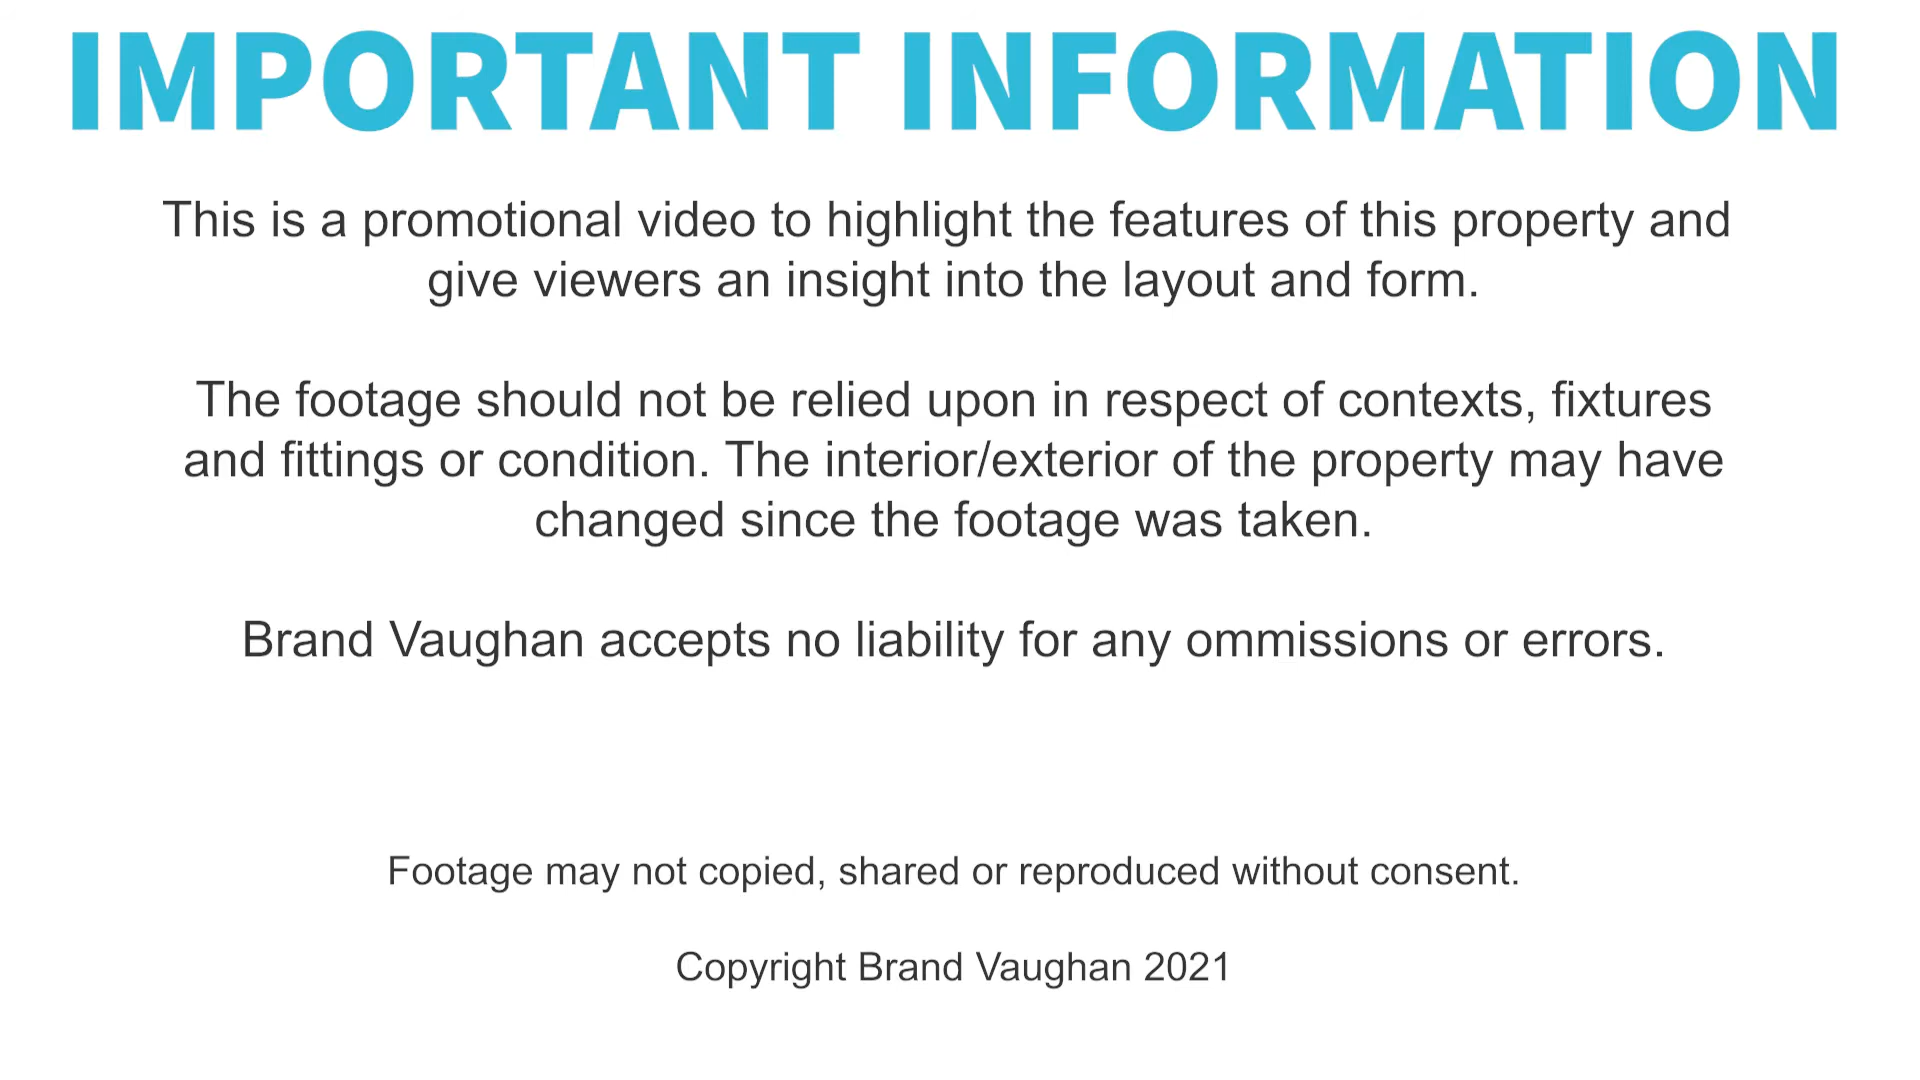 IMPORTANT INFORMATION
This is a promotional video to highlight the features of this property and
give viewers an insight into the layout and form.
The footage should not be relied upon in respect of contexts, fixtures
and fittings or condition. The interior/exterior of the property may have
changed since the footage was taken.
Brand Vaughan accepts no liability for any ommissions or errors.
Footage may not copied, shared or reproduced without consent.
Copyright Brand Vaughan 2021